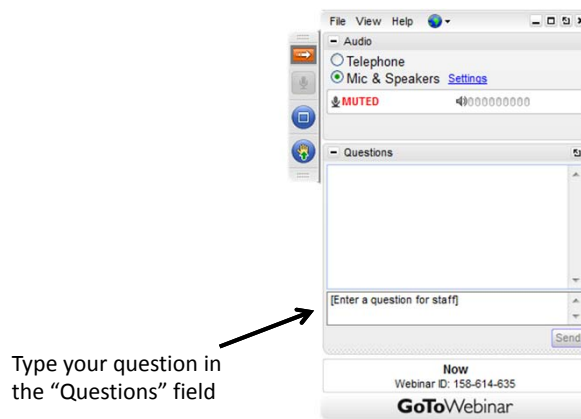 File View Help
Audio
Telephone
Mic & Speakers Settings
MUTED
Questions
[Enter a question for staff]
Send
Type your question in
the “Questions” field
Now
Webinar ID: 158-614-635
GoToWebinar